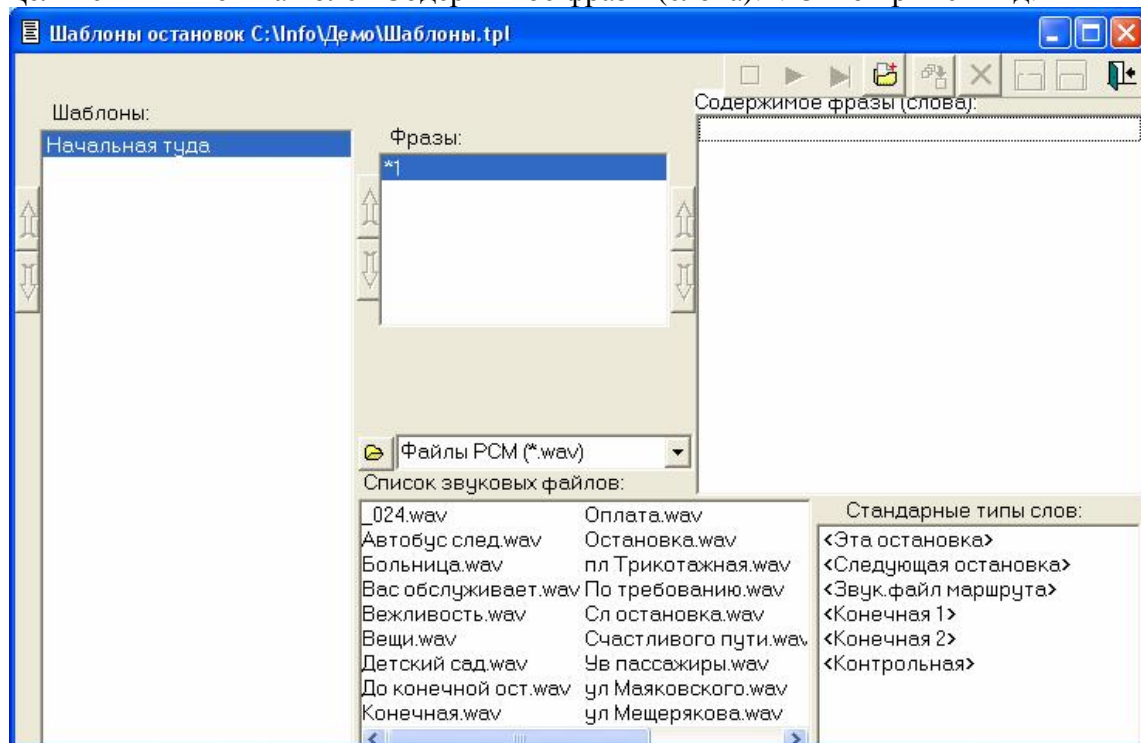 Шаблоны остановок C:\Info\Демо\Шаблоны.tpl
Содержимое фразы (слова):
Шаблоны:
Фразы:
Начальная туда
*1
Файлы PCM (*.wav)
Список звуковых файлов:
Стандарные типы слов:
_024.wav
Автобус след.wav
Больница.wav
Вас обслуживает.wav
Вежливость.wav
Вещи.wav
Детский сад.wav
До конечной ост.wav
Конечная.wav
Оплата.wav
Остановка.wav
пл Трикотажная.wav
По требованию.wav
Сл остановка.wav
Счастливого пути.wav
Ув пассажиры.wav
ул Маяковского.wav
ул Мещерякова.wav
<Эта остановка>
<Следующая остановка>
<Звук.файл маршрута>
<Конечная 1>
<Конечная 2>
<Контрольная>